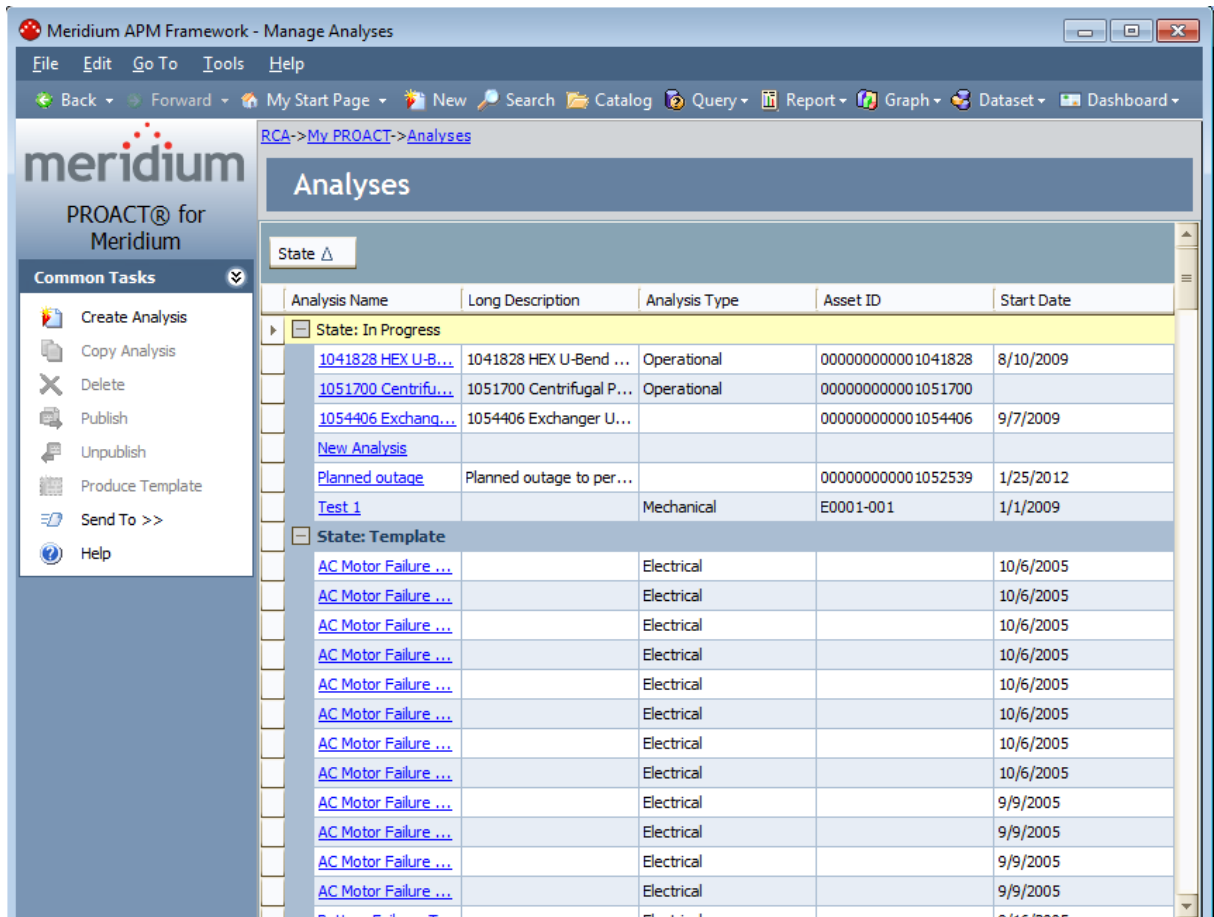 Meridium APM Framework - Manage Analyses
File Edit Go To Tools Help
Back Forward My Start Page New Search Catalog Query Report Graph Dataset Dashboard
meridium
PROACT® for
Meridium
Common Tasks
Create Analysis
Copy Analysis
Delete
Publish
Unpublish
Produce Template
Send To >>
Help
RCA->My PROACT->Analyses
Analyses
State
Analysis Name Long Description Analysis Type Asset ID Start Date
State: In Progress
1041828 HEX U-B... 1041828 HEX U-Bend ... Operational 000000000001041828 8/10/2009
1051700 Centrifu... 1051700 Centrifugal P... Operational 000000000001051700
1054406 Exchang... 1054406 Exchanger U... 000000000001054406 9/7/2009
New Analysis
Planned outage Planned outage to per... 000000000001052539 1/25/2012
Test 1 Mechanical E0001-001 1/1/2009
State: Template
AC Motor Failure ... Electrical 10/6/2005
AC Motor Failure ... Electrical 10/6/2005
AC Motor Failure ... Electrical 10/6/2005
AC Motor Failure ... Electrical 10/6/2005
AC Motor Failure ... Electrical 10/6/2005
AC Motor Failure ... Electrical 10/6/2005
AC Motor Failure ... Electrical 10/6/2005
AC Motor Failure ... Electrical 10/6/2005
AC Motor Failure ... Electrical 9/9/2005
AC Motor Failure ... Electrical 9/9/2005
AC Motor Failure ... Electrical 9/9/2005
AC Motor Failure ... Electrical 9/9/2005